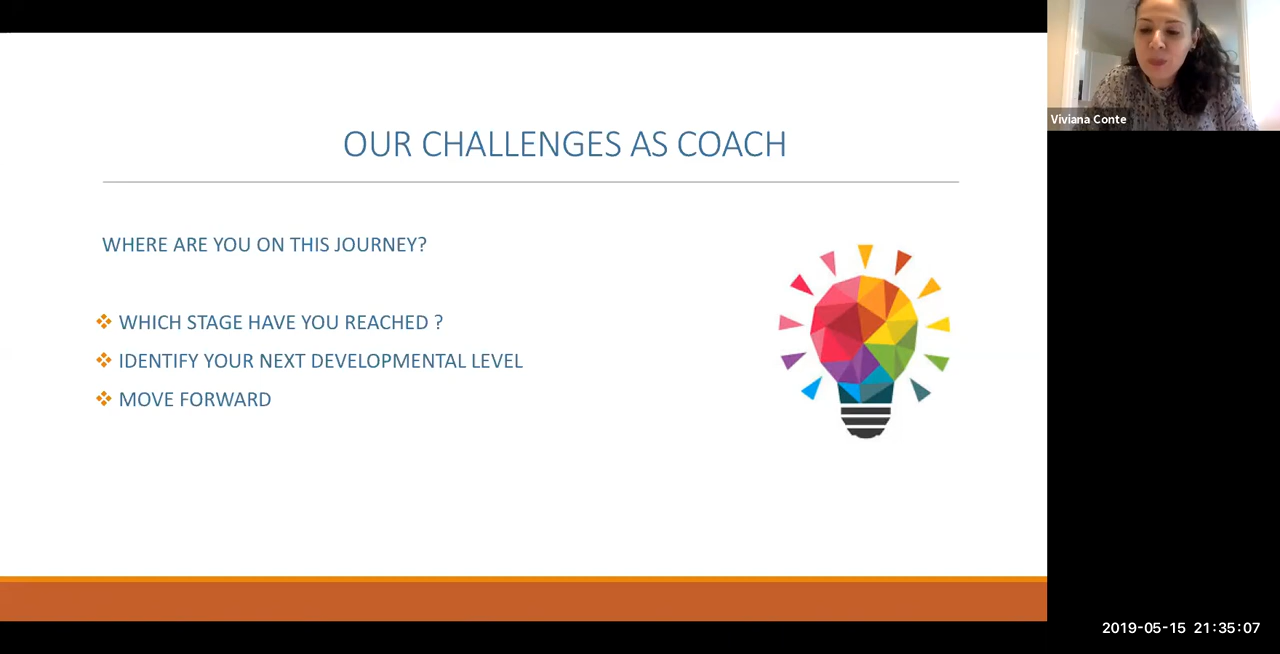 OUR CHALLENGES AS COACH
WHERE ARE YOU ON THIS JOURNEY?
WHICH STAGE HAVE YOU REACHED ?
IDENTIFY YOUR NEXT DEVELOPMENTAL LEVEL
MOVE FORWARD
Viviana Conte
2019-05-15 21:35:07